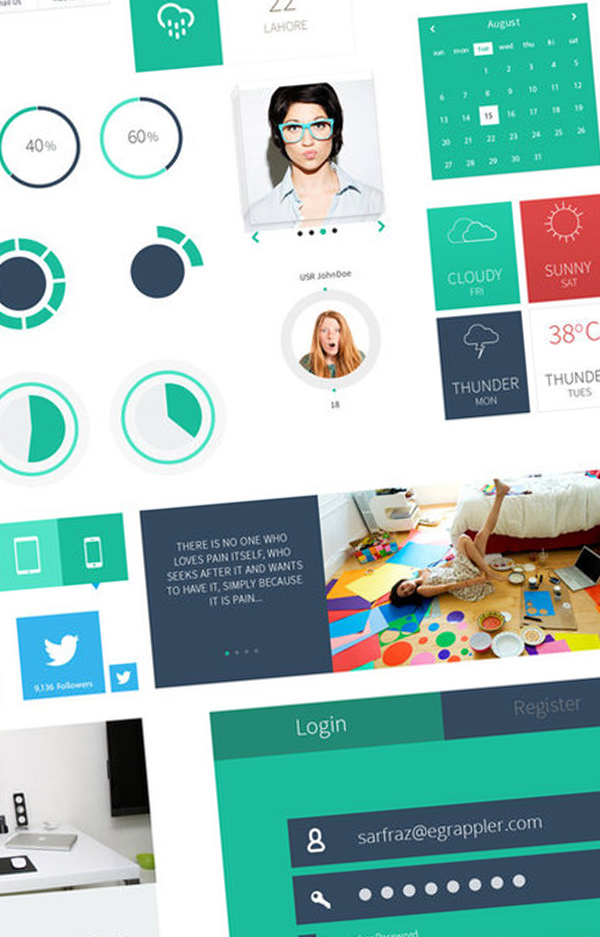 22
LAHORE
August
sun mon tue wed thu fri sat
1 2 3 4 5
6 7 8 9 10 11 12
13 14 15 16 17 18 19
20 21 22 23 24 25 26
27 28 29 30 31
40%
60%
CLOUDY
FRI
SUNNY
SAT
USR JohnDoe
18
THUNDER
MON
38°C
THUNDE
TUES
THERE IS NO ONE WHO
LOVES PAIN ITSELF, WHO
SEEKS AFTER IT AND WANTS
TO HAVE IT, SIMPLY BECAUSE
IT IS PAIN...
9,136 Followers
Login
Register
sarfraz@egrappler.com